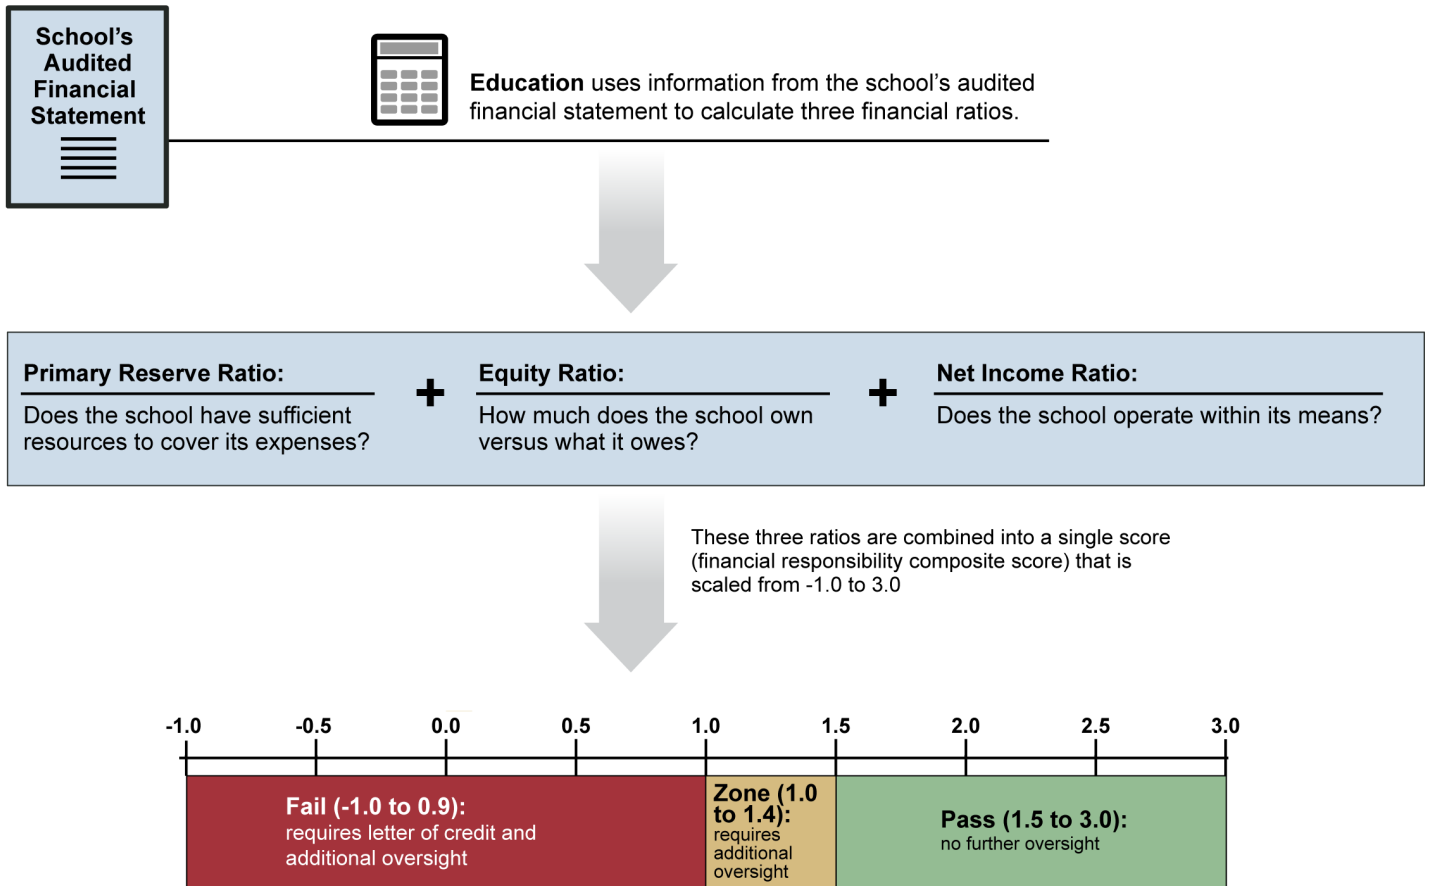 School's
Audited
Financial
Statement
Education uses information from the school's audited
financial statement to calculate three financial ratios.
Primary Reserve Ratio:
Does the school have sufficient
resources to cover its expenses?
+
Equity Ratio:
How much does the school own
versus what it owes?
+
Net Income Ratio:
Does the school operate within its means?
These three ratios are combined into a single score
(financial responsibility composite score) that is
scaled from -1.0 to 3.0
-1.0 -0.5 0.0 0.5 1.0 1.5 2.0 2.5 3.0
Fail (-1.0 to 0.9):
requires letter of credit and
additional oversight
Zone (1.0
to 1.4):
requires
additional
oversight
Pass (1.5 to 3.0):
no further oversight